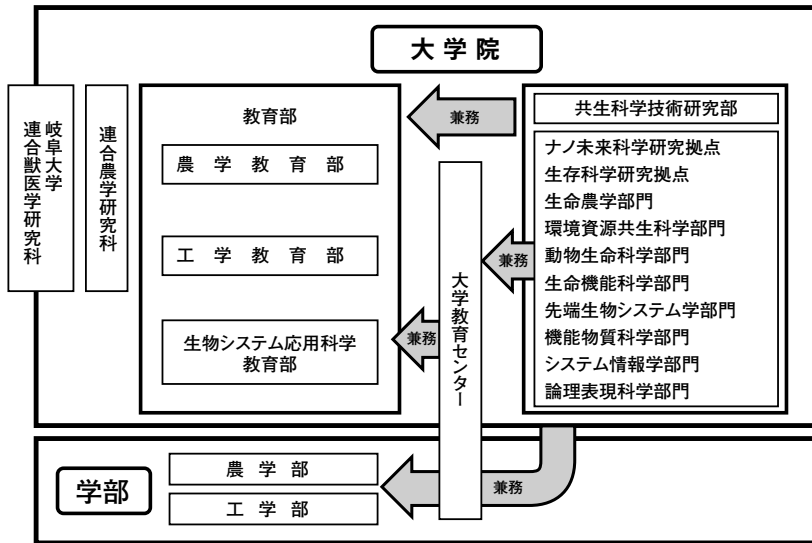 大学院
岐阜大学
連合獣医学研究科
連合農学研究科
教育部
農学教育部
工学教育部
生物システム応用科学
教育部
兼務
兼務
兼務
大学教育センター
共生科学技術研究部
ナノ未来科学研究拠点
生存科学研究拠点
生命農学部門
環境資源共生科学部門
動物生命科学部門
生命機能科学部門
先端生物システム学部門
機能物質科学部門
システム情報学部門
論理表現科学部門
学部
農学部
工学部
兼務